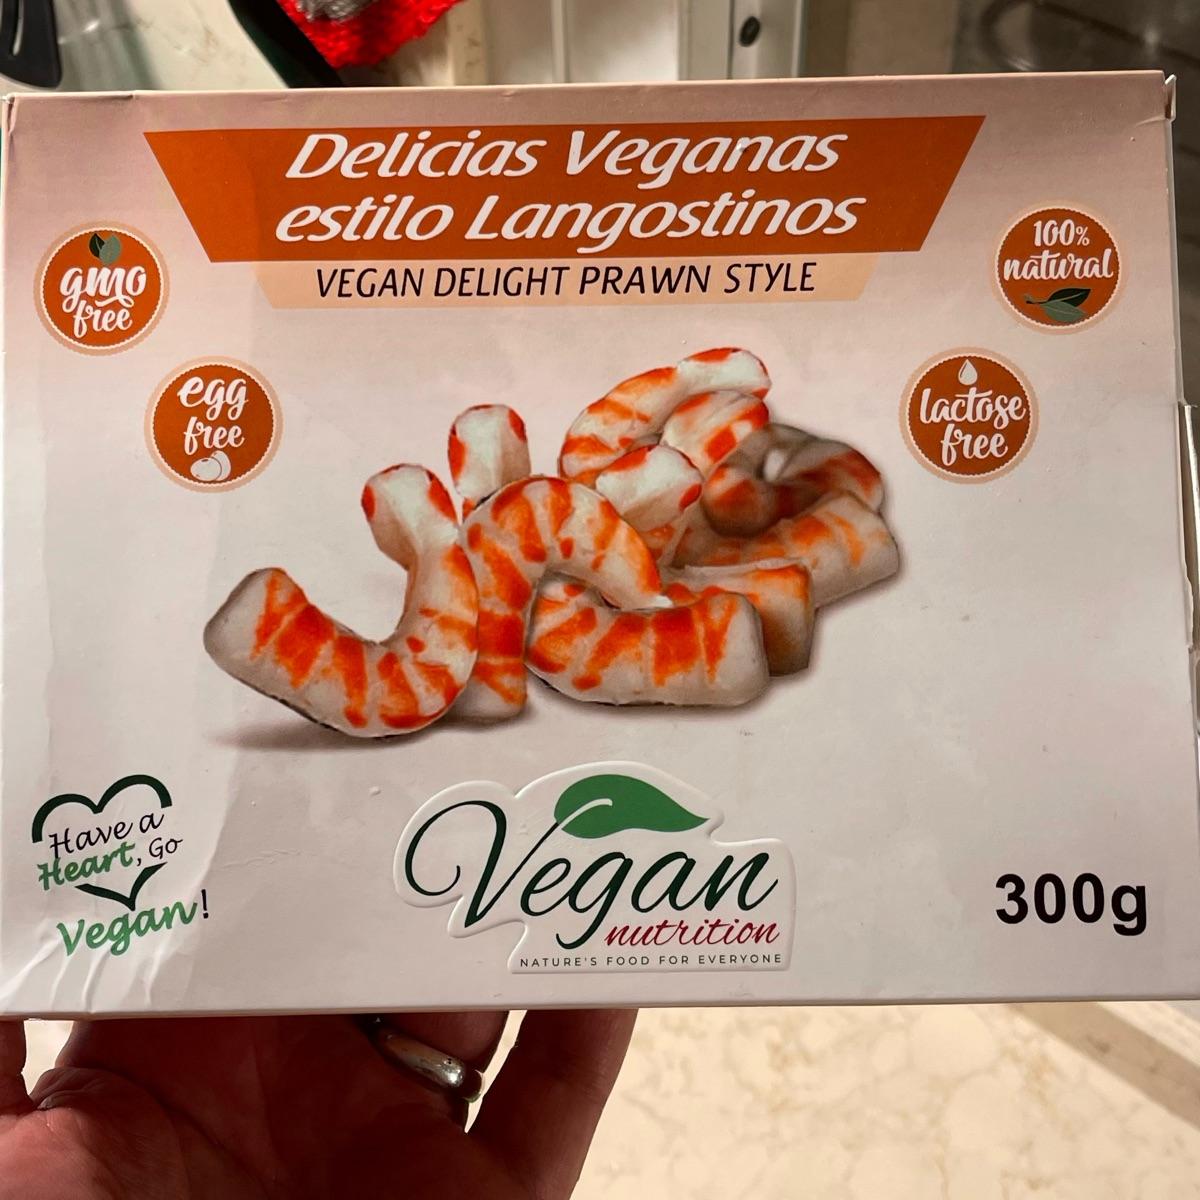 Delicias Veganas
estilo Langostinos
VEGAN DELIGHT PRAWN STYLE
gmo
free
100%
natural
egg
free
lactose
free
Have a
Heart, Go
Vegan!
Vegan
nutrition
NATURE'S FOOD FOR EVERYONE
300g